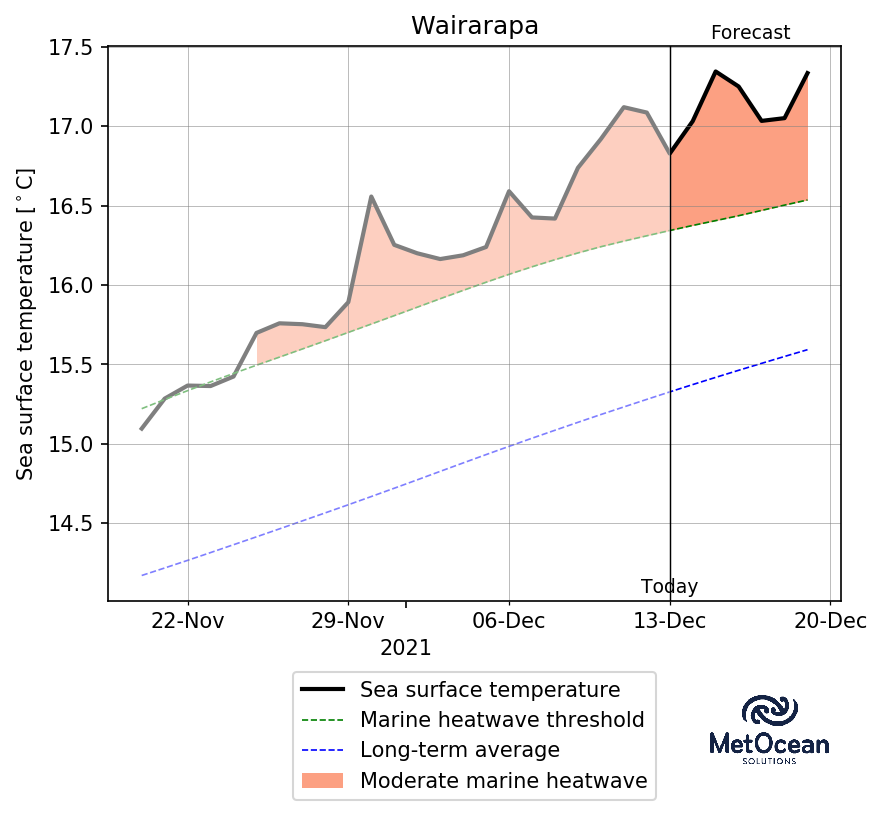 Wairarapa
Forecast
17.5
17.0
16.5
16.0
15.5
15.0
14.5
Sea surface temperature [°C]
Today
22-Nov 29-Nov 06-Dec 13-Dec 20-Dec
2021
Sea surface temperature
Marine heatwave threshold
Long-term average
Moderate marine heatwave
MetOcean
SOLUTIONS